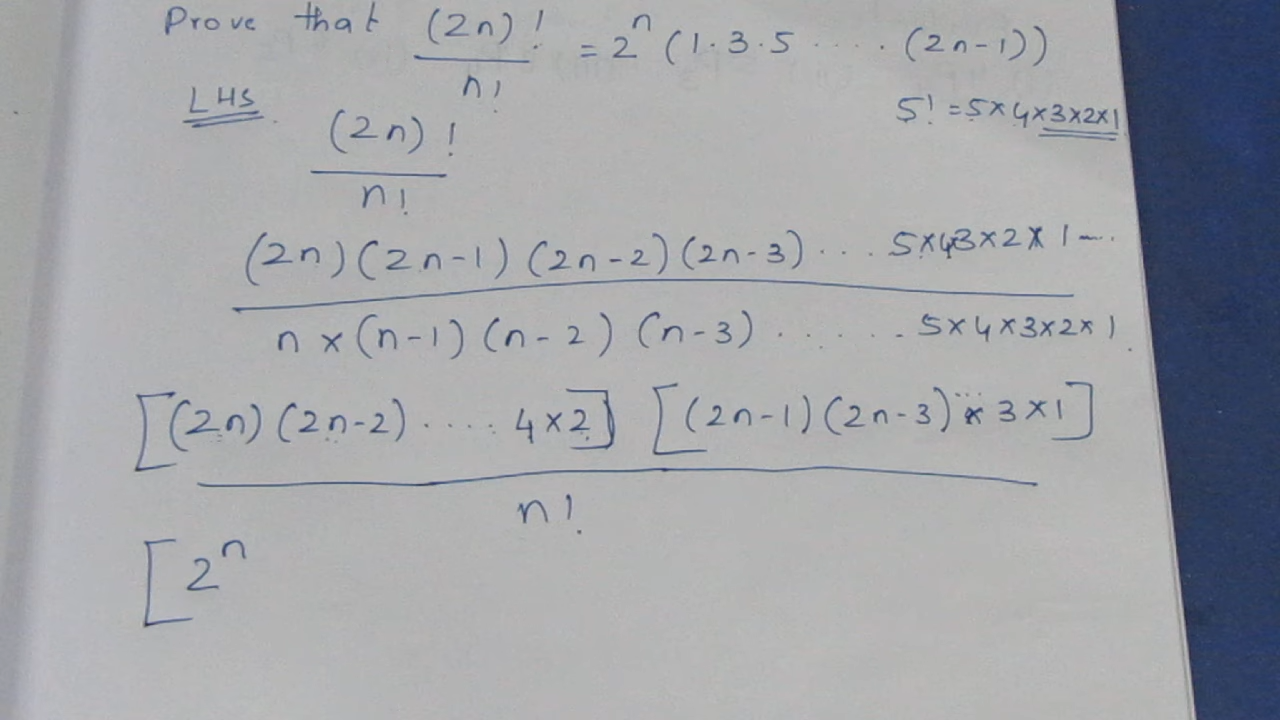 Prove that (2n)! / n! = 2^n (1·3·5 ····· (2n-1))
LHS
5! = 5×4×3×2×1
(2n)!
n!
(2n)(2n-1)(2n-2)(2n-3)... 5×43×2×1....
n×(n-1)(n-2)(n-3)...... 5×4×3×2×1
[(2n)(2n-2)..... 4×2] [(2n-1)(2n-3)...× 3×1]
n!
[2^n